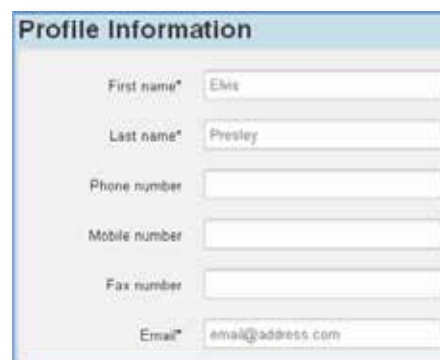 Profile Information
First name* Elvis
Last name* Presley
Phone number
Mobile number
Fax number
Email* email@address.com